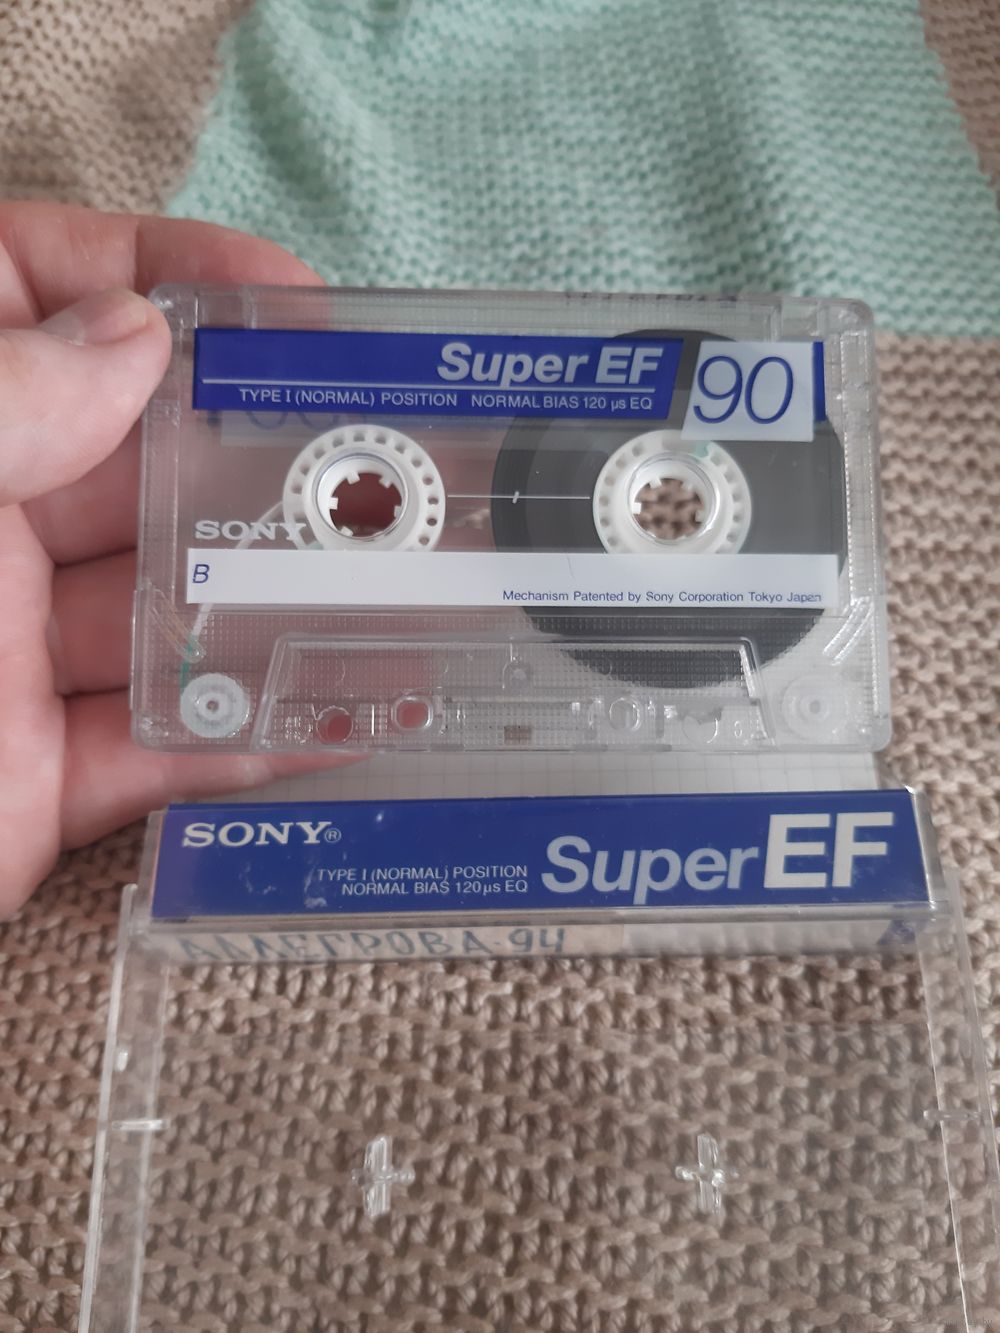 Super EF
TYPE I (NORMAL) POSITION NORMAL BIAS 120 µs EQ
90
SONY
B
Mechanism Patented by Sony Corporation Tokyo Japan
SONY®
TYPE I (NORMAL) POSITION
NORMAL BIAS 120 µs EQ
Super EF
АЛЛЕГРОВА-94